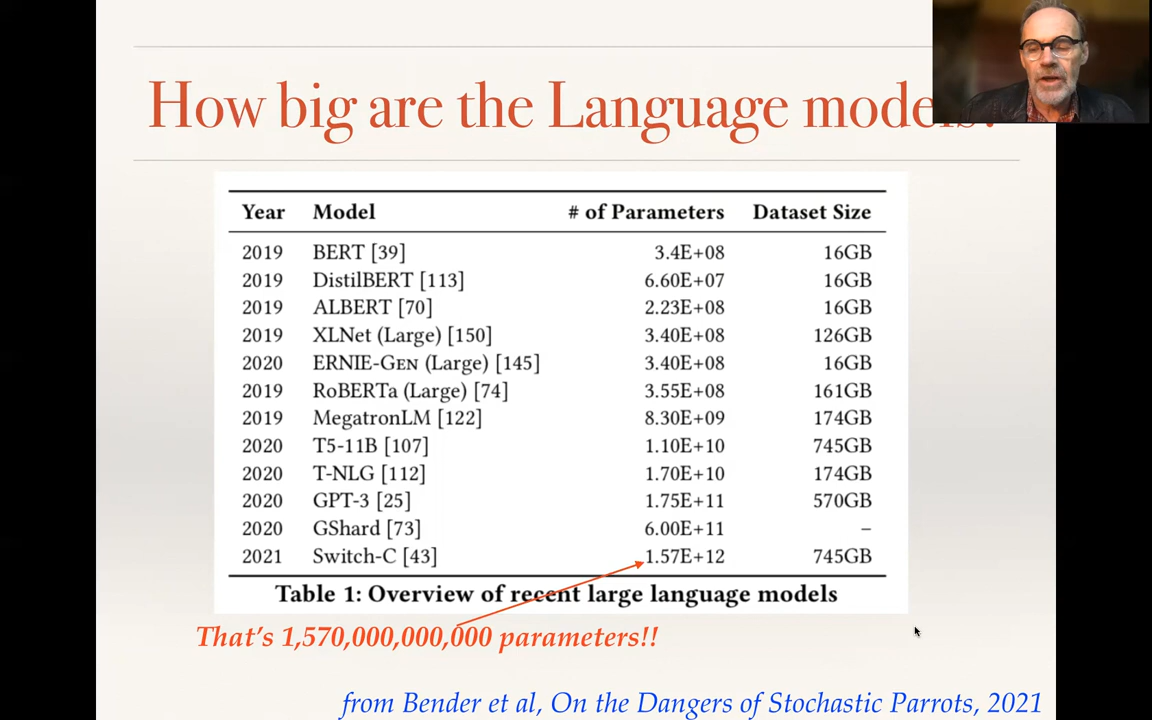 How big are the Language models?
Year Model # of Parameters Dataset Size
2019 BERT [39] 3.4E+08 16GB
2019 DistilBERT [113] 6.60E+07 16GB
2019 ALBERT [70] 2.23E+08 16GB
2019 XLNet (Large) [150] 3.40E+08 126GB
2020 ERNIE-GEN (Large) [145] 3.40E+08 16GB
2019 RoBERTa (Large) [74] 3.55E+08 161GB
2019 MegatronLM [122] 8.30E+09 174GB
2020 T5-11B [107] 1.10E+10 745GB
2020 T-NLG [112] 1.70E+10 174GB
2020 GPT-3 [25] 1.75E+11 570GB
2020 GShard [73] 6.00E+11 –
2021 Switch-C [43] 1.57E+12 745GB
Table 1: Overview of recent large language models
That's 1,570,000,000,000 parameters!!
from Bender et al, On the Dangers of Stochastic Parrots, 2021